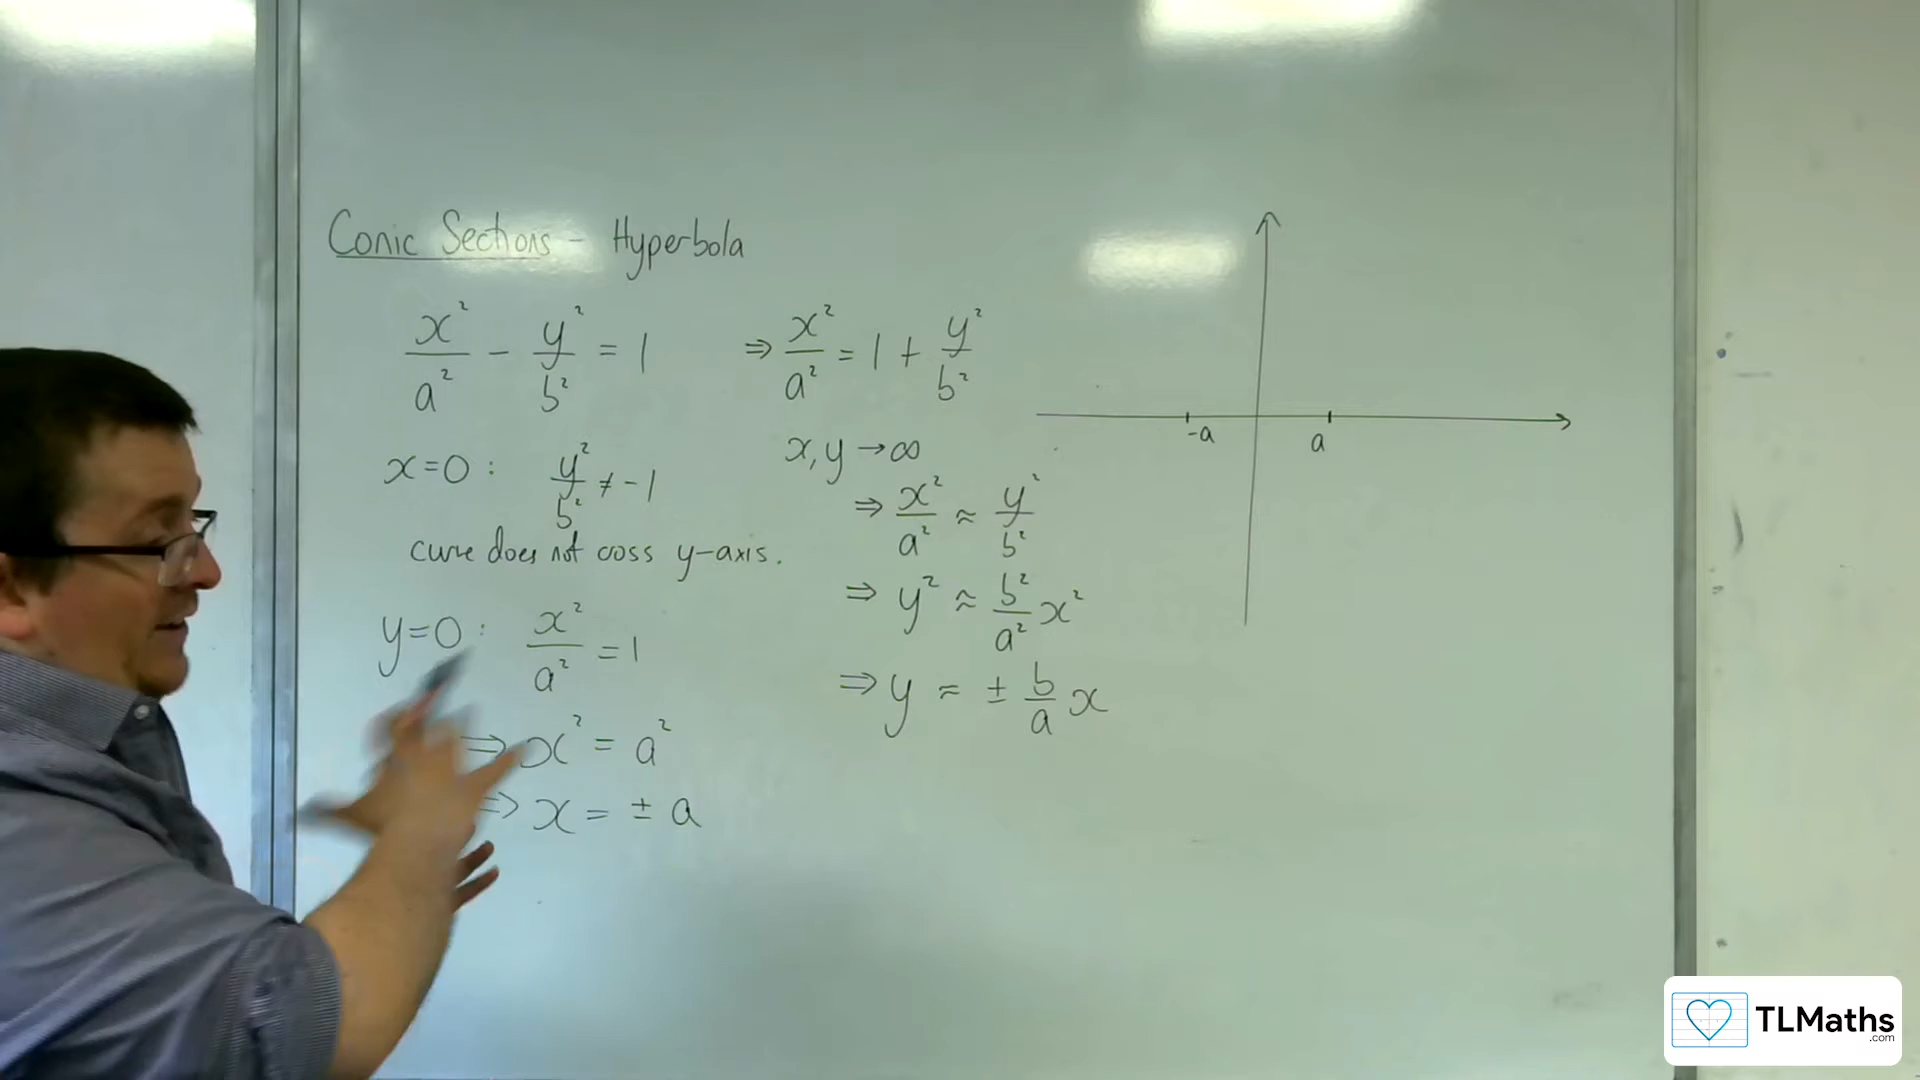 Conic Sections - Hyperbola
x²/a² - y²/b² = 1
x=0 : y²/b² ≠ -1
curve does not coss y-axis.
y=0 : x²/a² = 1
⇒ x² = a²
⇒ x = ± a
⇒ x²/a² = 1 + y²/b²
x, y → ∞
⇒ x²/a² ≈ y²/b²
⇒ y² ≈ b²/a² x²
⇒ y ≈ ± b/a x
-a
a
TLMaths
.com